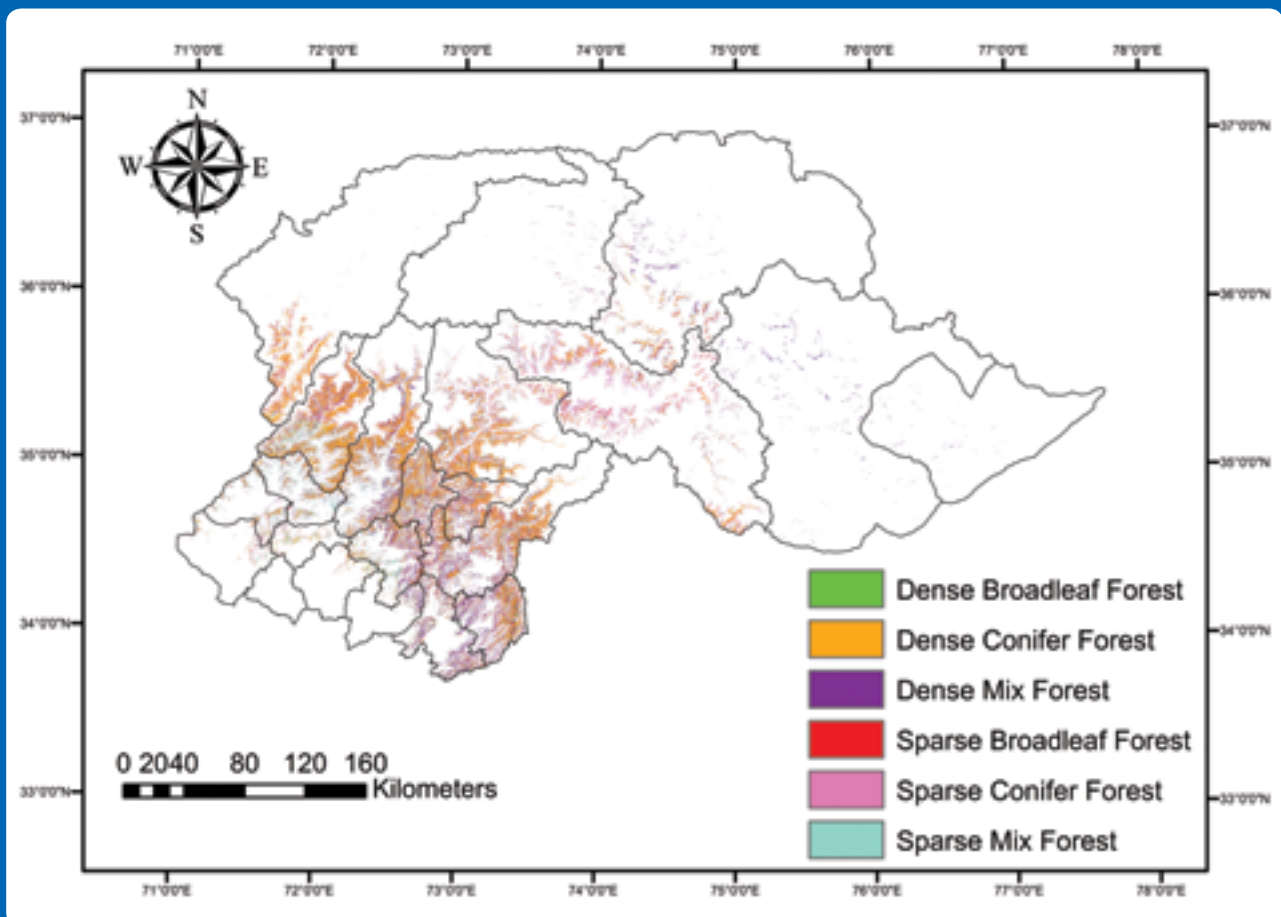 71°0'0"E 72°0'0"E 73°0'0"E 74°0'0"E 75°0'0"E 76°0'0"E 77°0'0"E 78°0'0"E
N
W E
S
37°0'0"N 37°0'0"N
36°0'0"N 36°0'0"N
35°0'0"N 35°0'0"N
34°0'0"N 34°0'0"N
33°0'0"N 33°0'0"N
Dense Broadleaf Forest
Dense Conifer Forest
Dense Mix Forest
Sparse Broadleaf Forest
Sparse Conifer Forest
Sparse Mix Forest
0 2040 80 120 160
Kilometers
71°0'0"E 72°0'0"E 73°0'0"E 74°0'0"E 75°0'0"E 76°0'0"E 77°0'0"E 78°0'0"E